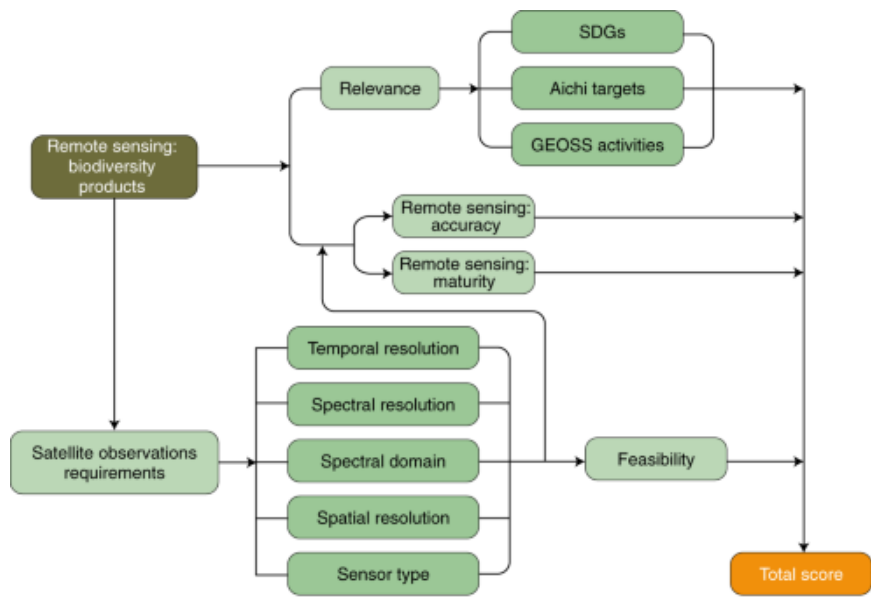 SDGs
Relevance
Aichi targets
GEOSS activities
Remote sensing:
biodiversity
products
Remote sensing:
accuracy
Remote sensing:
maturity
Temporal resolution
Spectral resolution
Satellite observations
requirements
Spectral domain
Feasibility
Spatial resolution
Sensor type
Total score